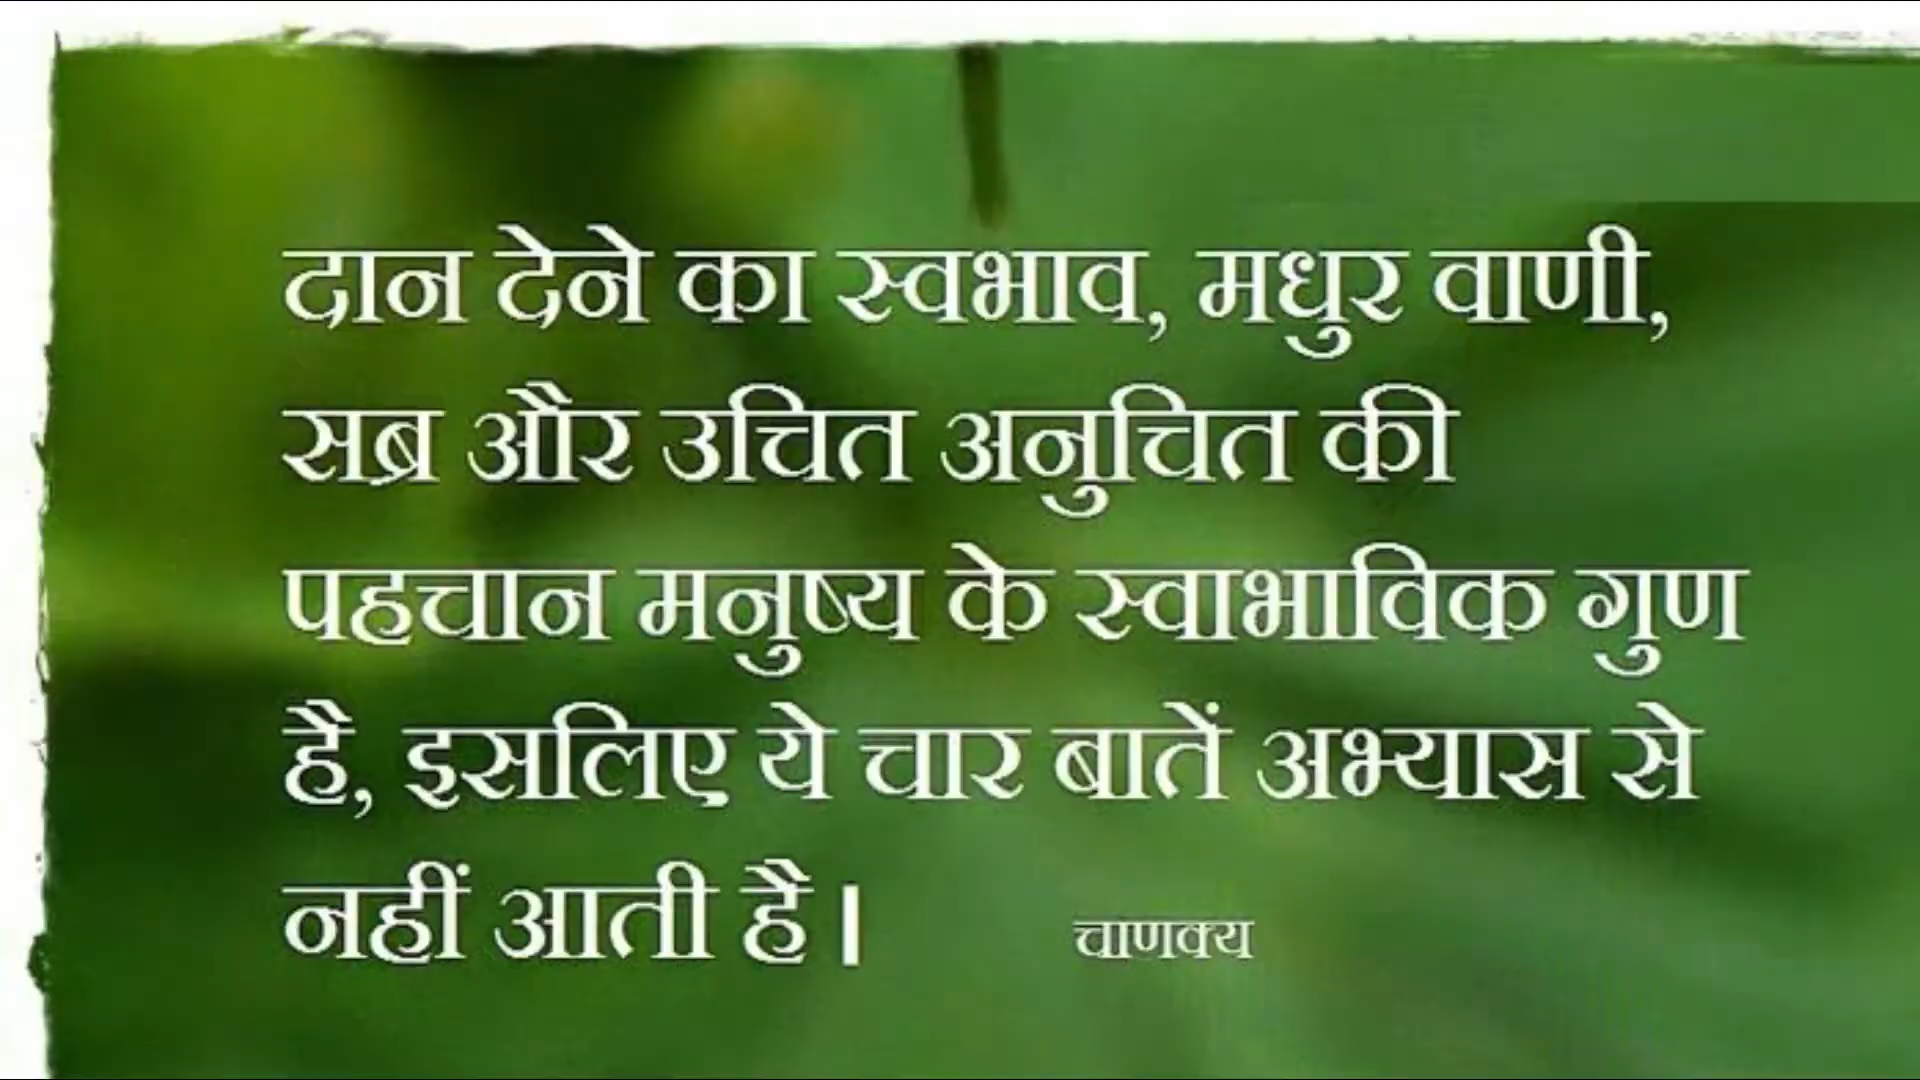 दान देने का स्वभाव, मधुर वाणी,
सब्र और उचित अनुचित की
पहचान मनुष्य के स्वाभाविक गुण
है, इसलिए ये चार बातें अभ्यास से
नहीं आती है।
चाणक्य